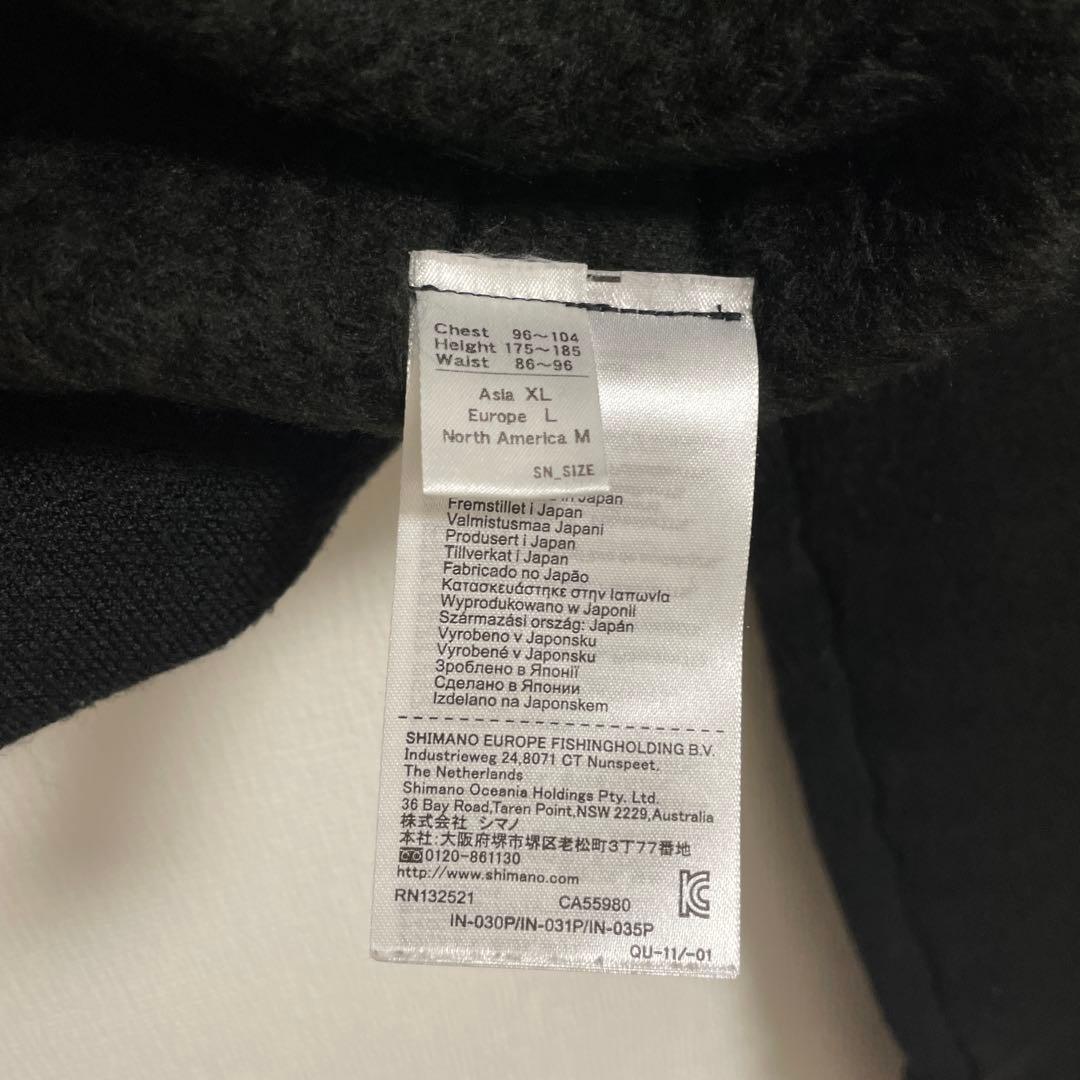 Chest 96～104
Height 175～185
Waist 86～96
Asia XL
Europe L
North America M
SN_SIZE
in Japan
Fremstillet i Japan
Valmistusmaa Japani
Produsert i Japan
Tillverkat i Japan
Fabricado no Japão
Κατασκευάστηκε στην Ιαπωνία
Wyprodukowano w Japonii
Származási ország: Japán
Vyrobeno v Japonsku
Vyrobené v Japonsku
Зроблено в Японії
Сделано в Японии
Izdelano na Japonskem
SHIMANO EUROPE FISHINGHOLDING B.V.
Industrieweg 24,8071 CT Nunspeet,
The Netherlands
Shimano Oceania Holdings Pty. Ltd.
36 Bay Road,Taren Point,NSW 2229,Australia
株式会社 シマノ
本社:大阪府堺市堺区老松町3丁77番地
0120-861130
http://www.shimano.com
RN132521 CA55980
IN-030P/IN-031P/IN-035P
QU-11/-01